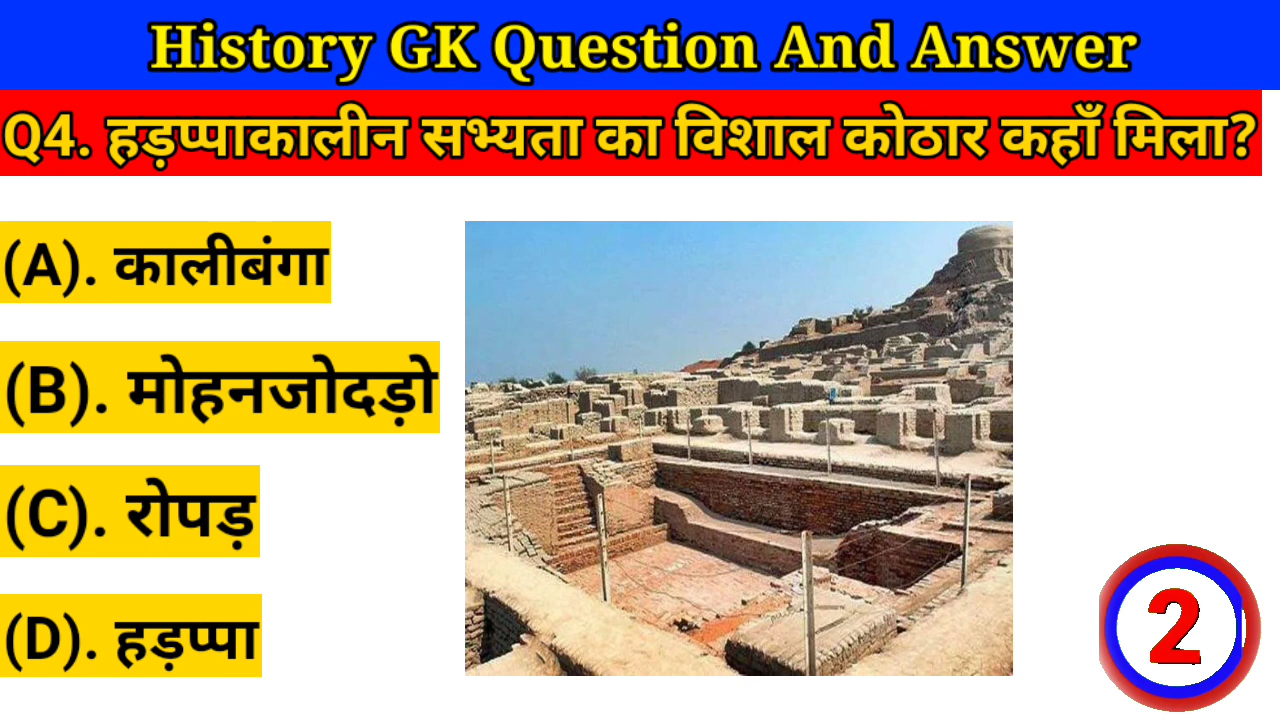 History GK Question And Answer
Q4. हड़प्पाकालीन सभ्यता का विशाल कोठार कहाँ मिला?
(A). कालीबंगा
(B). मोहनजोदड़ो
(C). रोपड़
(D). हड़प्पा
2